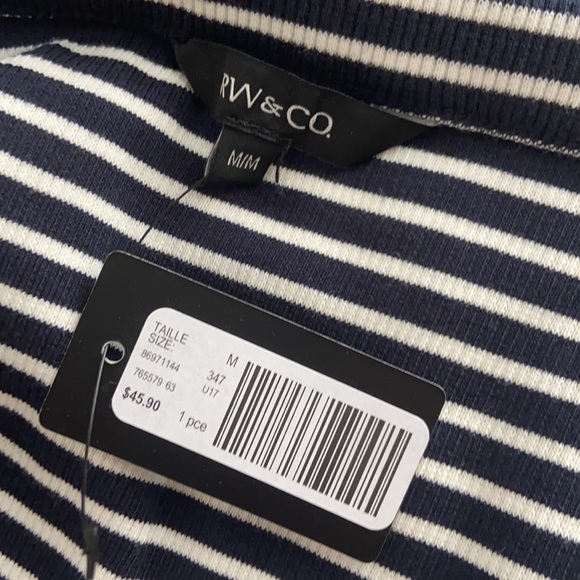 RW&CO.
M/M
TAILLE
SIZE: M
86971144 347
765579 63 U17
$45.90 1 pce